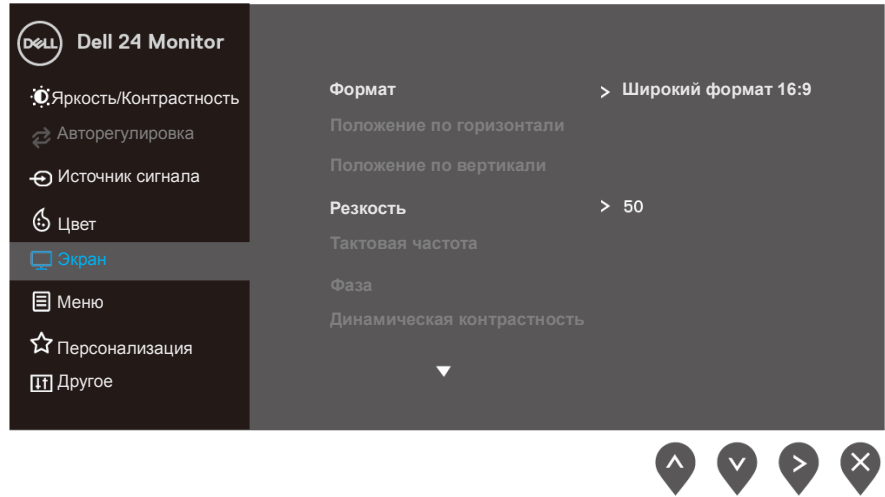 DELL Dell 24 Monitor
Яркость/Контрастность
Авторегулировка
Источник сигнала
Цвет
Экран
Меню
Персонализация
Другое
Формат > Широкий формат 16:9
Положение по горизонтали
Положение по вертикали
Резкость > 50
Тактовая частота
Фаза
Динамическая контрастность